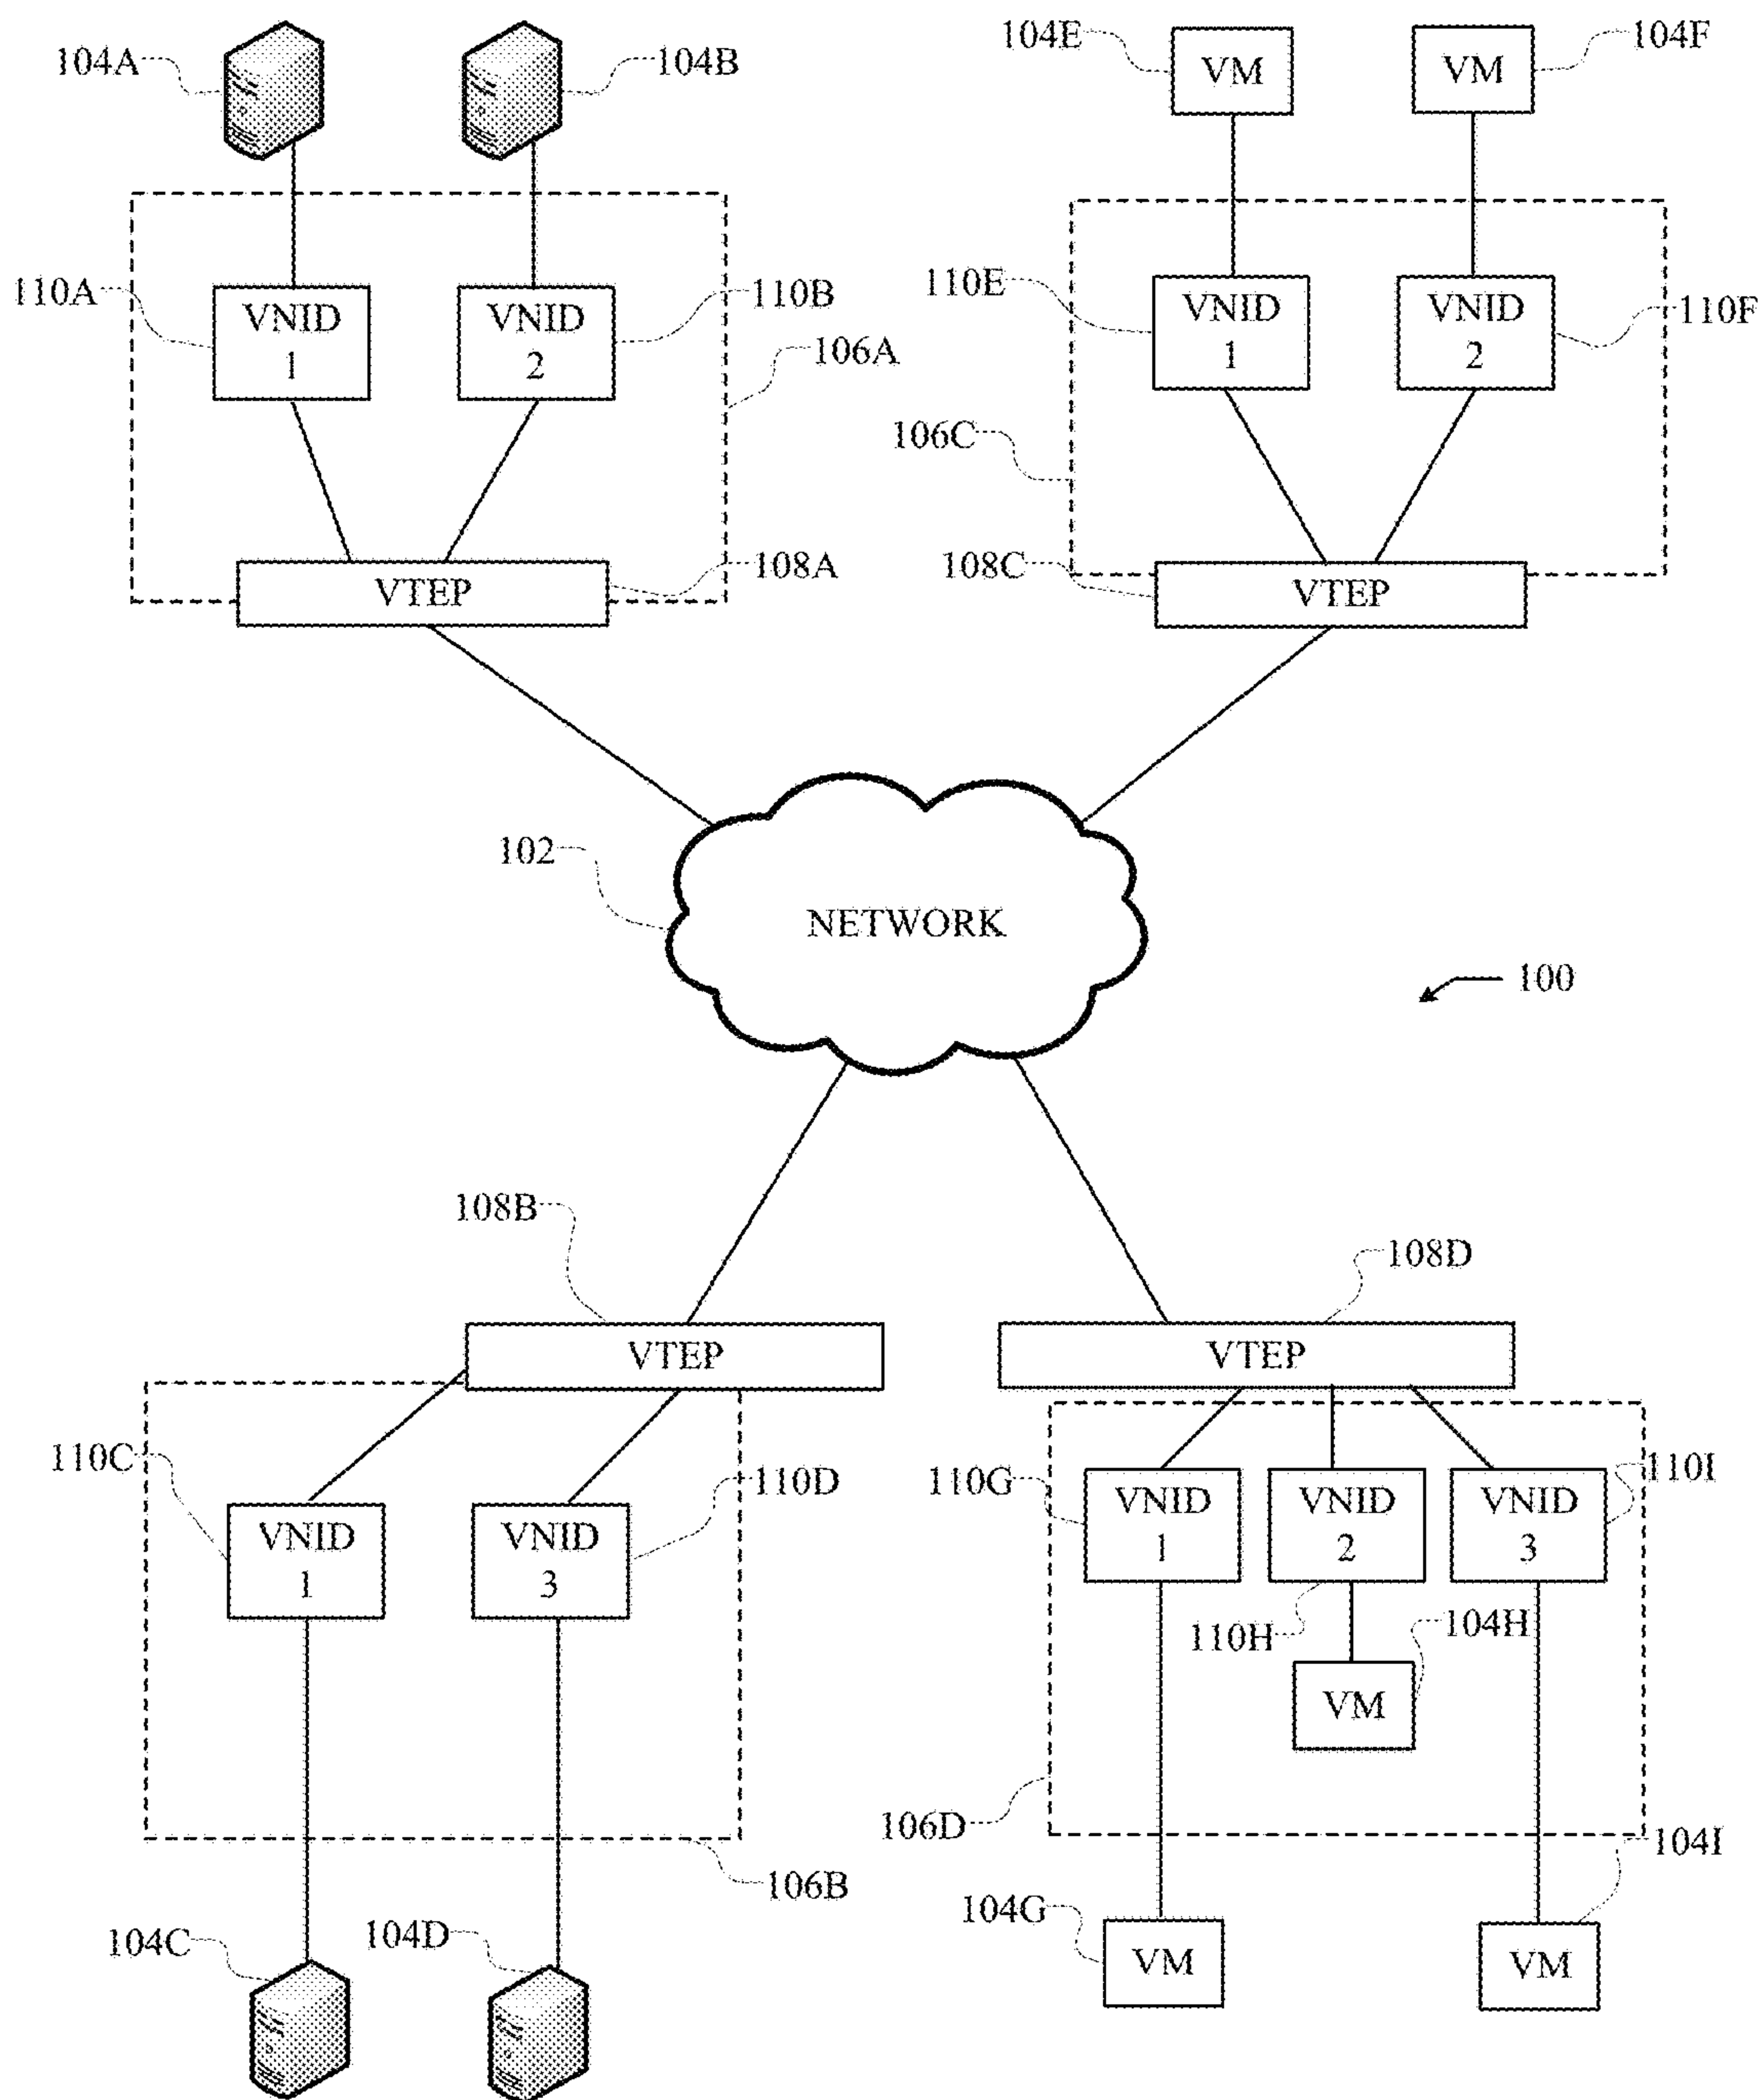 104A
104B
104E
VM
104F
VM
110A
VNID
1
VNID
2
110B
106A
110E
VNID
1
VNID
2
110F
106C
108A
VTEP
108C
VTEP
102
NETWORK
100
108B
VTEP
108D
VTEP
110C
VNID
1
VNID
3
110D
110G
VNID
1
VNID
2
VNID
3
110I
110H
104H
VM
106D
106B
104I
104C
104D
104G
VM
VM